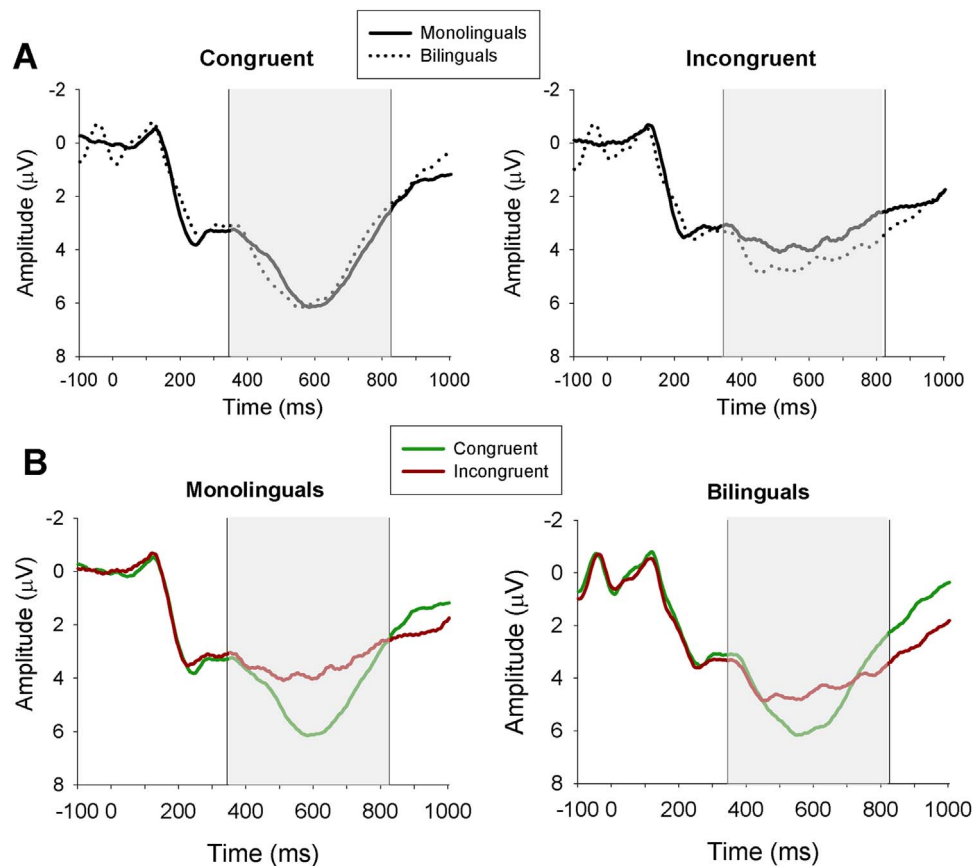 A
Monolinguals
Bilinguals
Congruent
Incongruent
Amplitude (μV)
-2
0
2
4
6
8
-100 0 200 400 600 800 1000
Time (ms)
Amplitude (μV)
-2
0
2
4
6
8
-100 0 200 400 600 800 1000
Time (ms)
B
Congruent
Incongruent
Monolinguals
Bilinguals
Amplitude (μV)
-2
0
2
4
6
8
-100 0 200 400 600 800 1000
Time (ms)
Amplitude (μV)
-2
0
2
4
6
8
-100 0 200 400 600 800 1000
Time (ms)